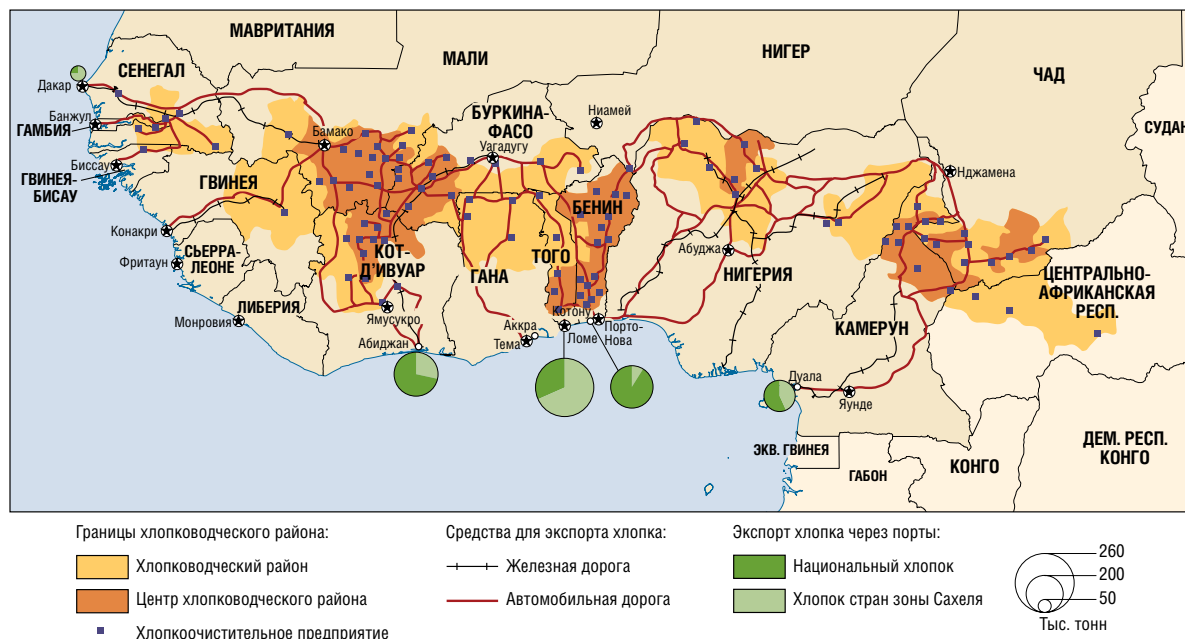 МАВРИТАНИЯ
МАЛИ
НИГЕР
ЧАД
СУДАН
СЕНЕГАЛ
Дакар
Банжул
ГАМБИЯ
Биссау
ГВИНЕЯ-
БИСАУ
Бамако
БУРКИНА-
ФАСО
Уагадугу
Ниамей
Нджамена
ГВИНЕЯ
Конакри
СЬЕРРА-
ЛЕОНЕ
Фритаун
ЛИБЕРИЯ
Монровия
КОТ-
Д'ИВУАР
Ямусукро
Абиджан
ГАНА
Аккра
Тема
ТОГО
БЕНИН
Котону
Ломе
Порто-
Нова
Абуджа
НИГЕРИЯ
КАМЕРУН
Дуала
Яунде
ЦЕНТРАЛЬНО-
АФРИКАНСКАЯ
РЕСП.
ЭКВ. ГВИНЕЯ
ГАБОН
КОНГО
ДЕМ. РЕСП.
КОНГО
Границы хлопководческого района:
Хлопководческий район
Центр хлопководческого района
Хлопкоочистительное предприятие
Средства для экспорта хлопка:
Железная дорога
Автомобильная дорога
Экспорт хлопка через порты:
Национальный хлопок
Хлопок стран зоны Сахеля
260
200
50
Тыс. тонн